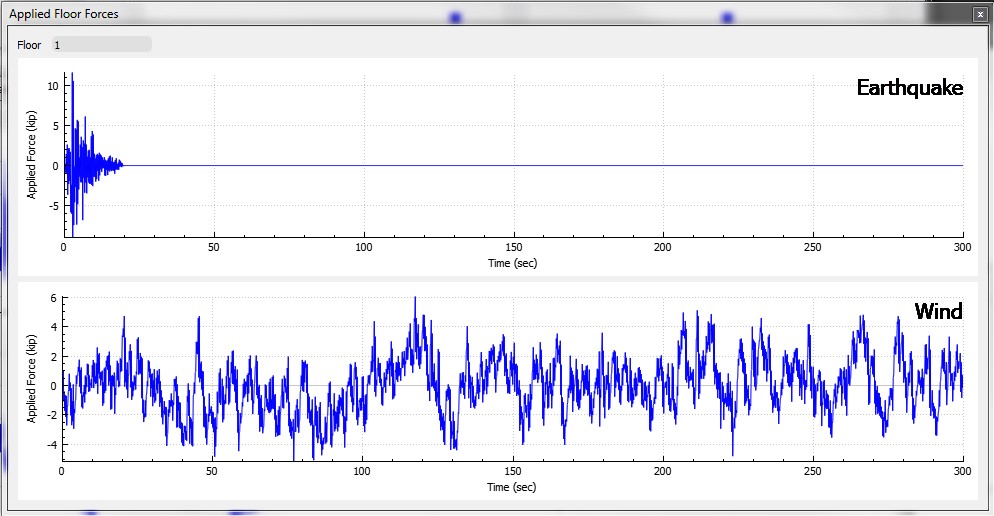 Applied Floor Forces
x
Floor 1
Earthquake
Applied Force (kip)
10
5
0
-5
0 50 100 150 200 250 300
Time (sec)
Wind
Applied Force (kip)
6
4
2
0
-2
-4
0 50 100 150 200 250 300
Time (sec)